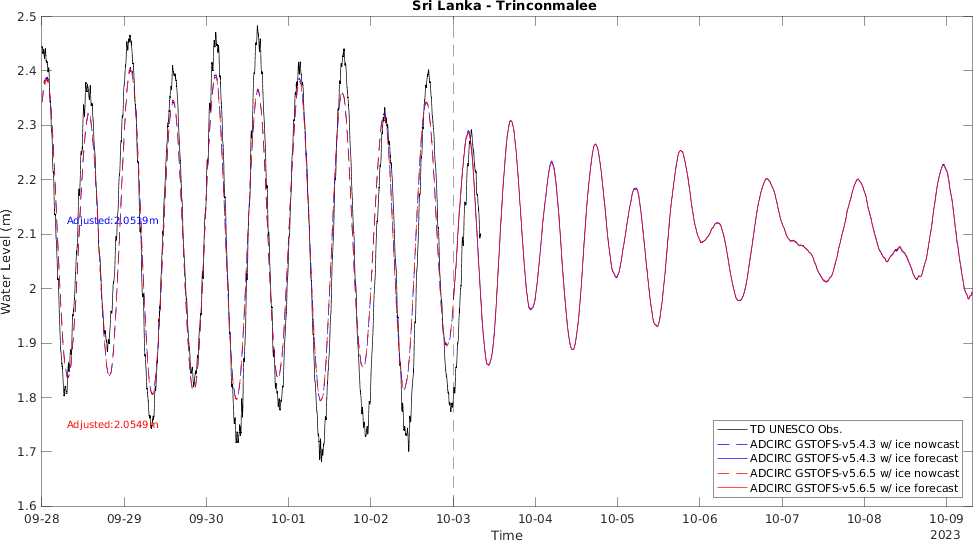 Sri Lanka - Trinconmalee
2.5
2.4
2.3
2.2
2.1
2
1.9
1.8
1.7
1.6
Water Level (m)
Adjusted:2.0519m
Adjusted:2.0549m
TD UNESCO Obs.
ADCIRC GSTOFS-v5.4.3 w/ ice nowcast
ADCIRC GSTOFS-v5.4.3 w/ ice forecast
ADCIRC GSTOFS-v5.6.5 w/ ice nowcast
ADCIRC GSTOFS-v5.6.5 w/ ice forecast
09-28 09-29 09-30 10-01 10-02 10-03 10-04 10-05 10-06 10-07 10-08 10-09
2023
Time